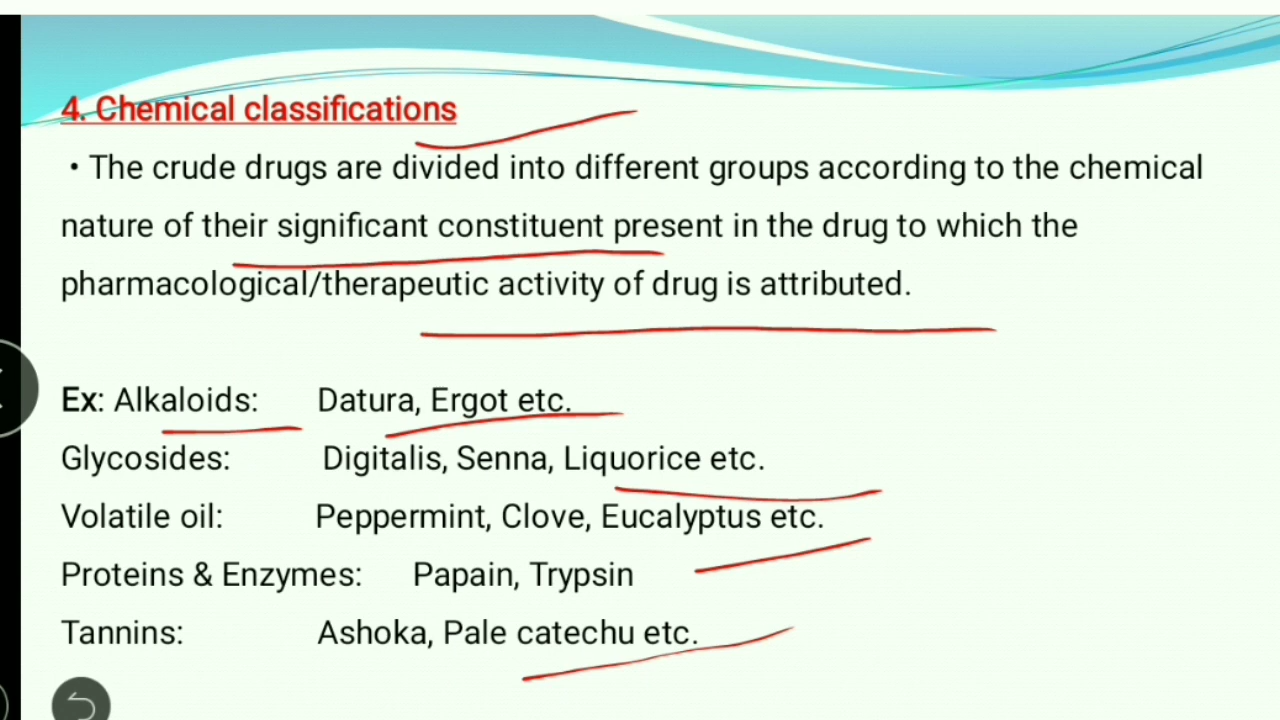 4. Chemical classifications
• The crude drugs are divided into different groups according to the chemical
nature of their significant constituent present in the drug to which the
pharmacological/therapeutic activity of drug is attributed.
Ex: Alkaloids: Datura, Ergot etc.
Glycosides: Digitalis, Senna, Liquorice etc.
Volatile oil: Peppermint, Clove, Eucalyptus etc.
Proteins & Enzymes: Papain, Trypsin
Tannins: Ashoka, Pale catechu etc.